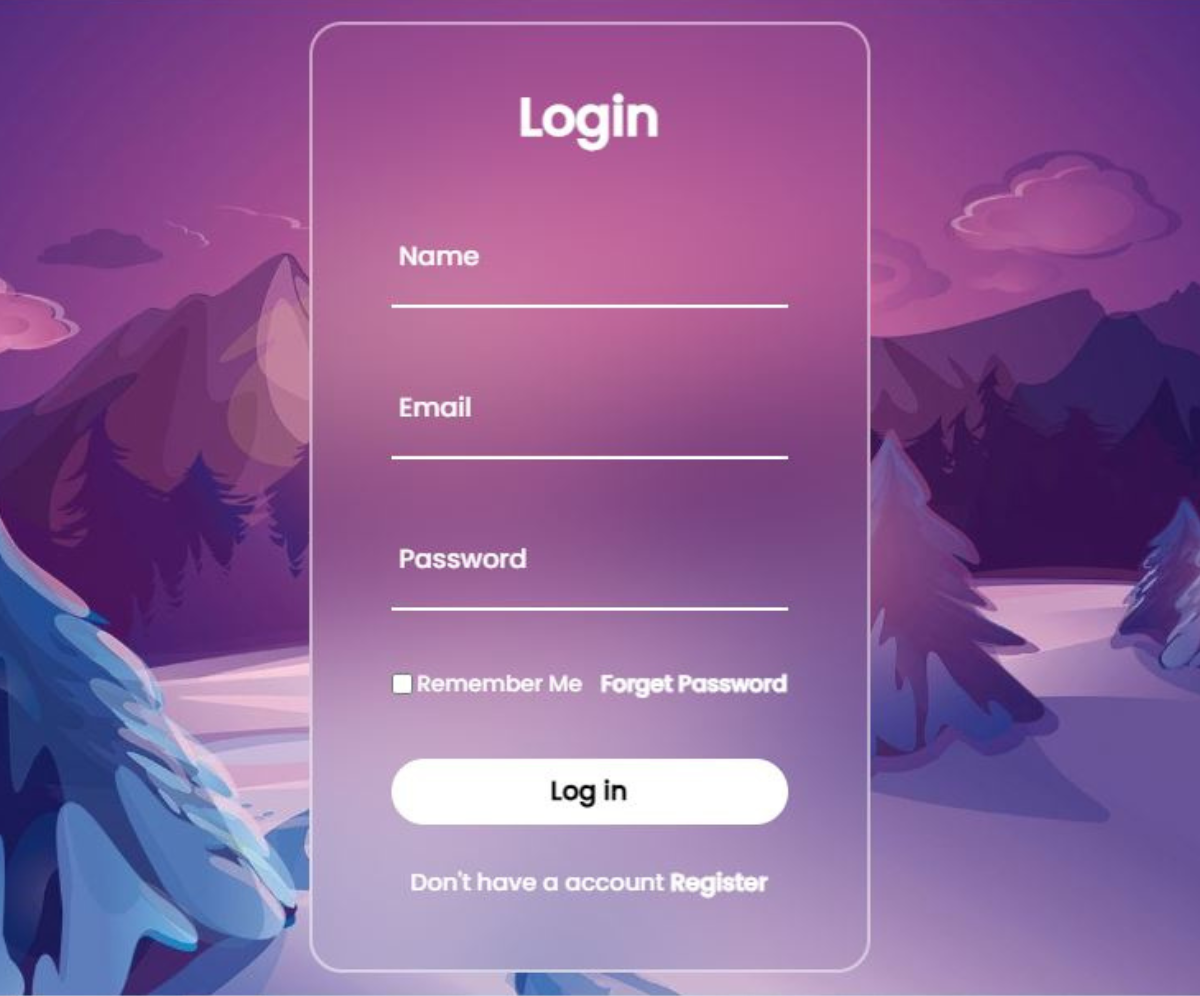 Login
Name
Email
Password
Remember Me Forget Password
Log in
Don't have a account Register